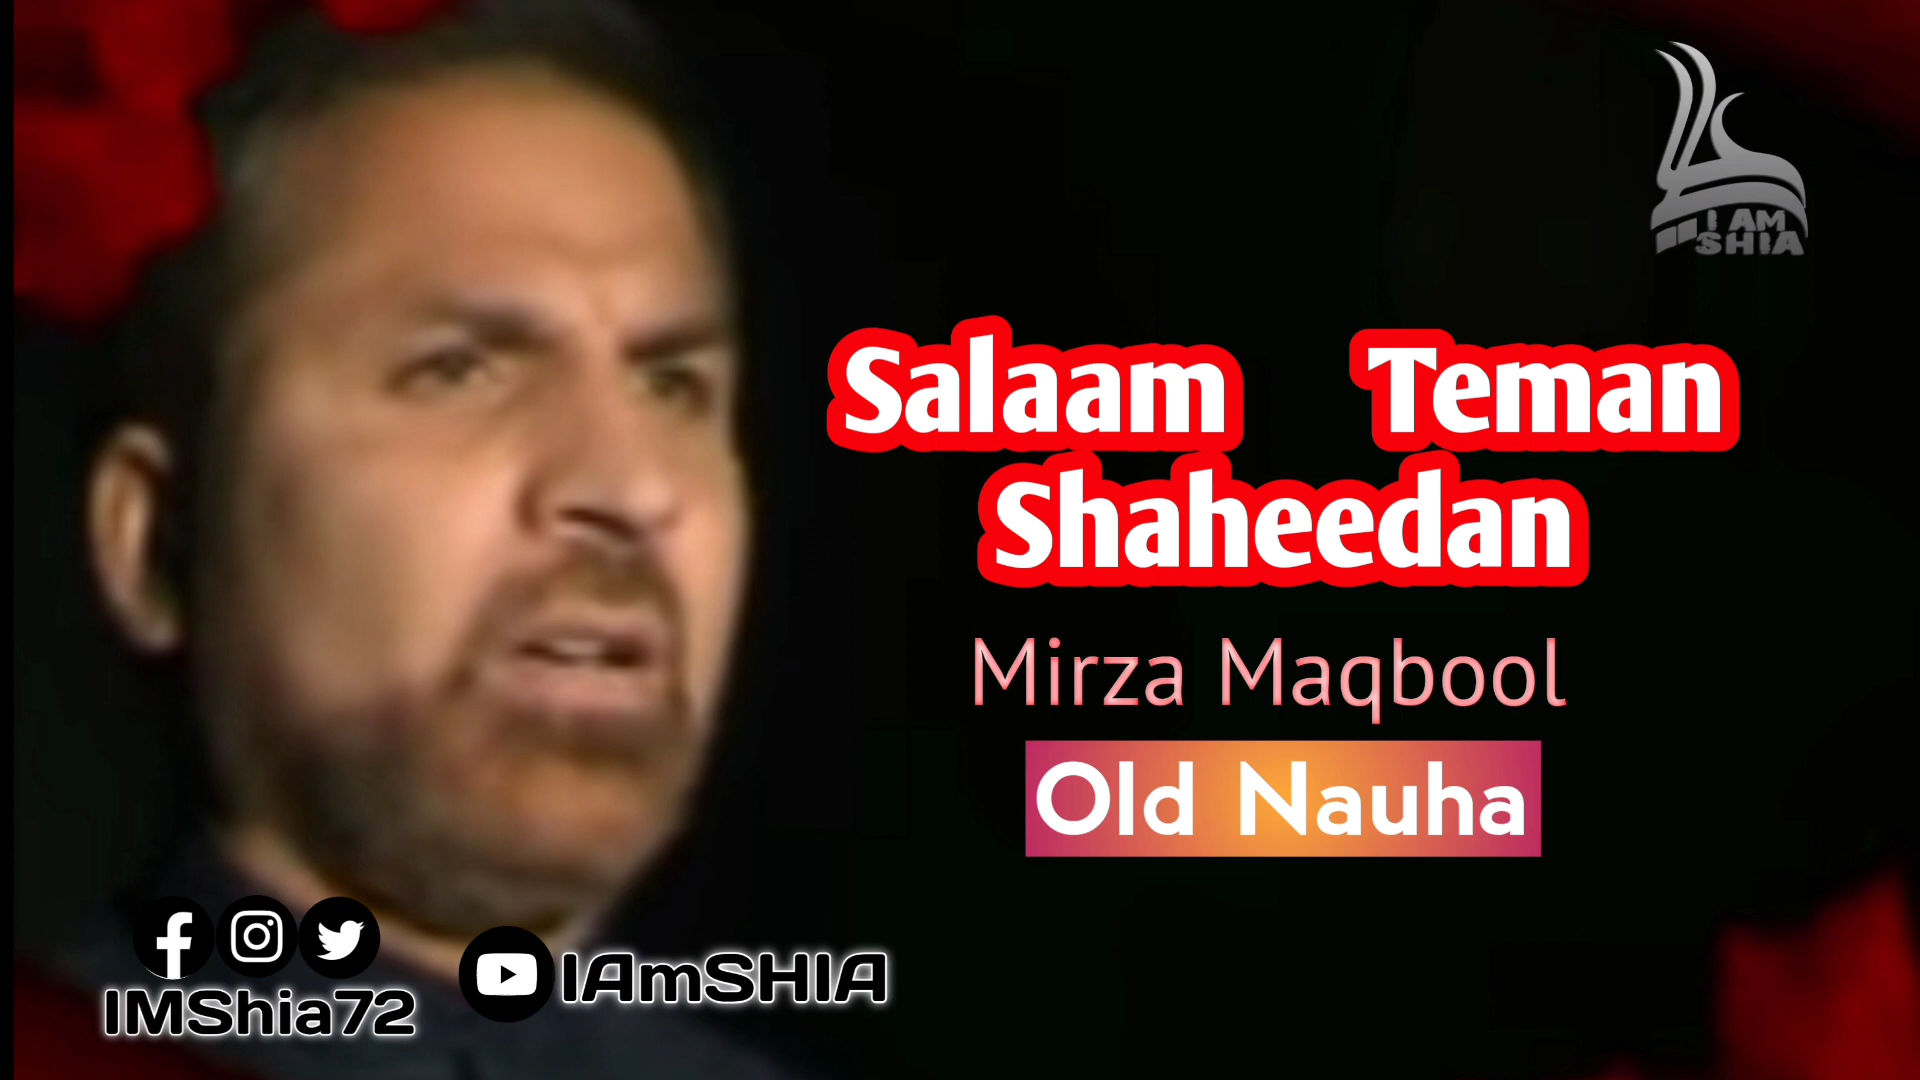 I AM
SHIA
Salaam Teman
Shaheedan
Mirza Maqbool
Old Nauha
IMShia72
IAmSHIA